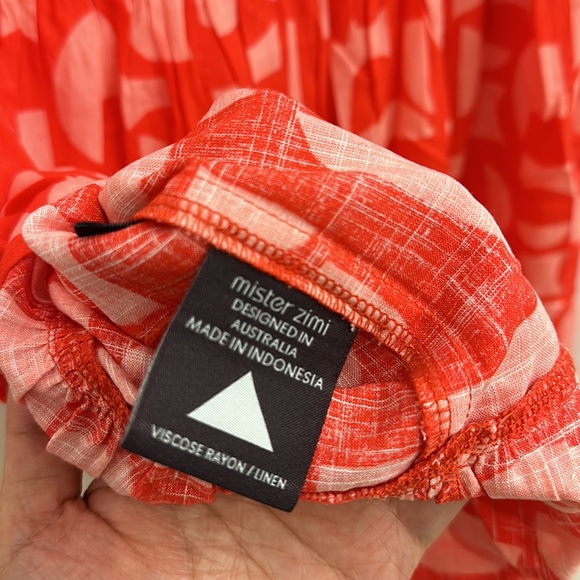 mister zimi
DESIGNED IN
AUSTRALIA
MADE IN INDONESIA
VISCOSE RAYON / LINEN